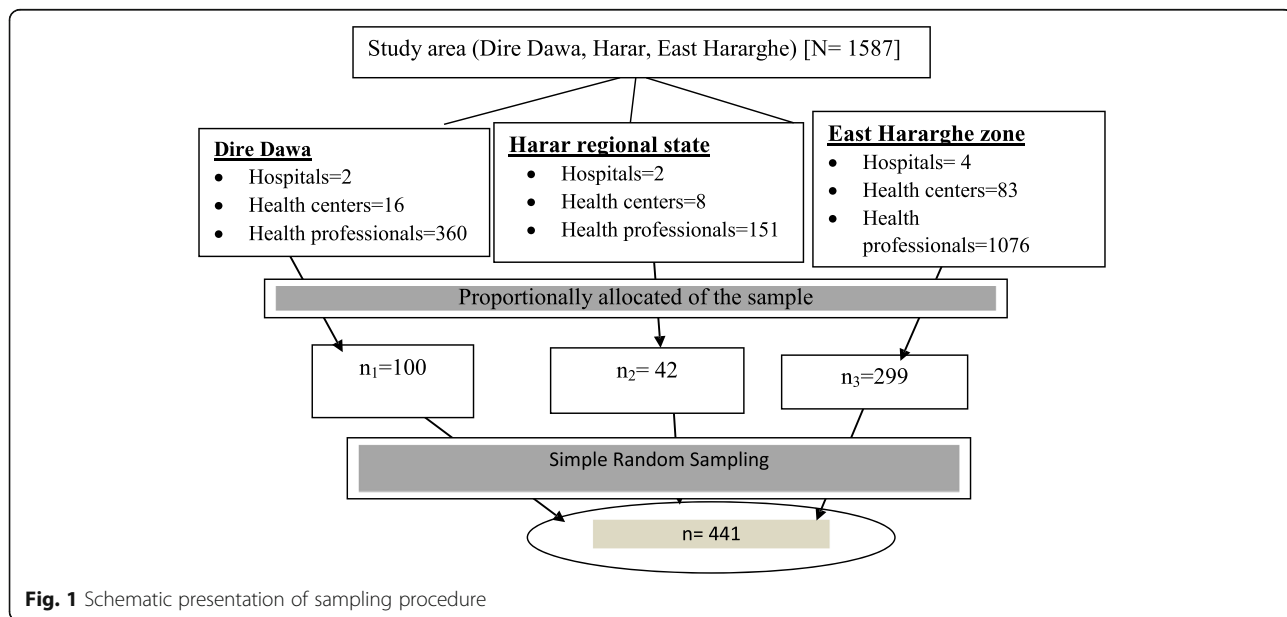 Study area (Dire Dawa, Harar, East Hararghe) [N= 1587]
Dire Dawa
• Hospitals=2
• Health centers=16
• Health professionals=360
Harar regional state
• Hospitals=2
• Health centers=8
• Health professionals=151
East Hararghe zone
• Hospitals= 4
• Health centers=83
• Health
professionals=1076
Proportionally allocated of the sample
n₁=100
n₂= 42
n₃=299
Simple Random Sampling
n= 441
Fig. 1 Schematic presentation of sampling procedure